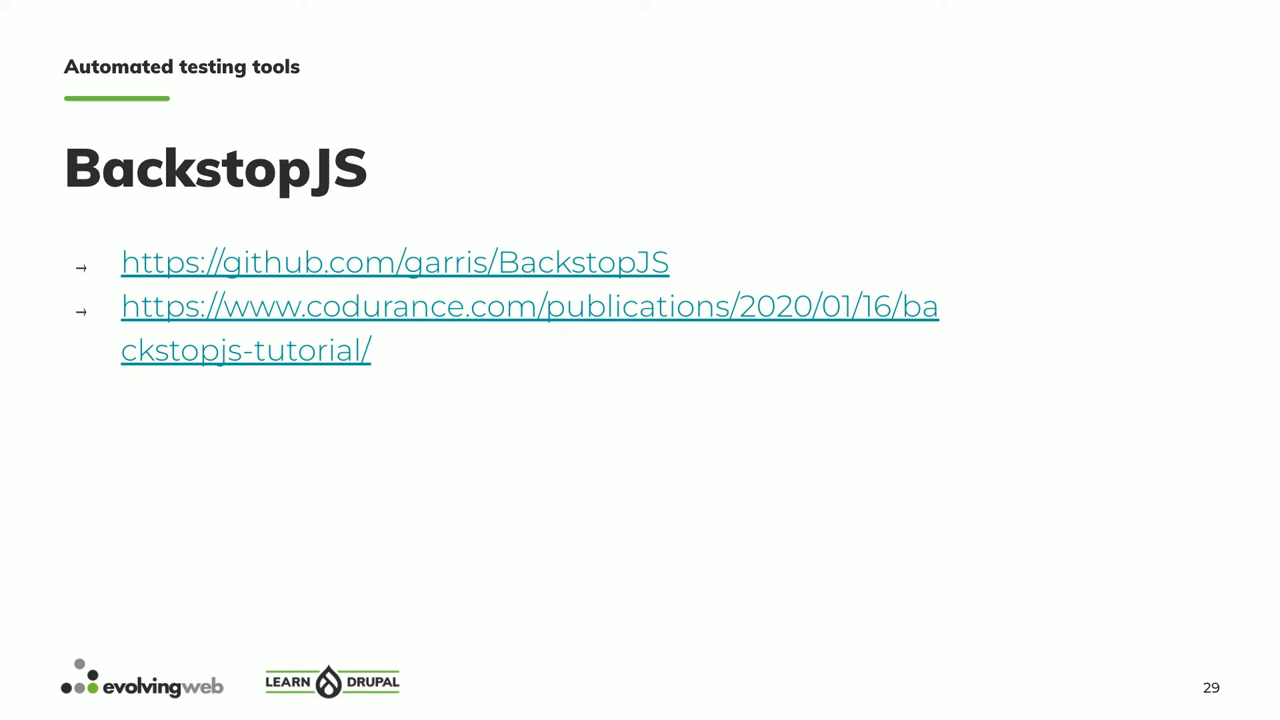 Automated testing tools
BackstopJS
→ https://github.com/garris/BackstopJS
→ https://www.codurance.com/publications/2020/01/16/ba
ckstopjs-tutorial/
evolvingweb
LEARN DRUPAL
29